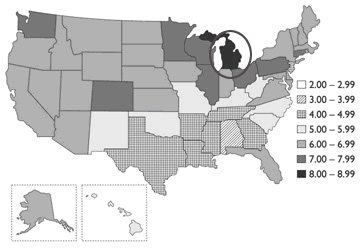 2.00 – 2.99
3.00 – 3.99
4.00 – 4.99
5.00 – 5.99
6.00 – 6.99
7.00 – 7.99
8.00 – 8.99